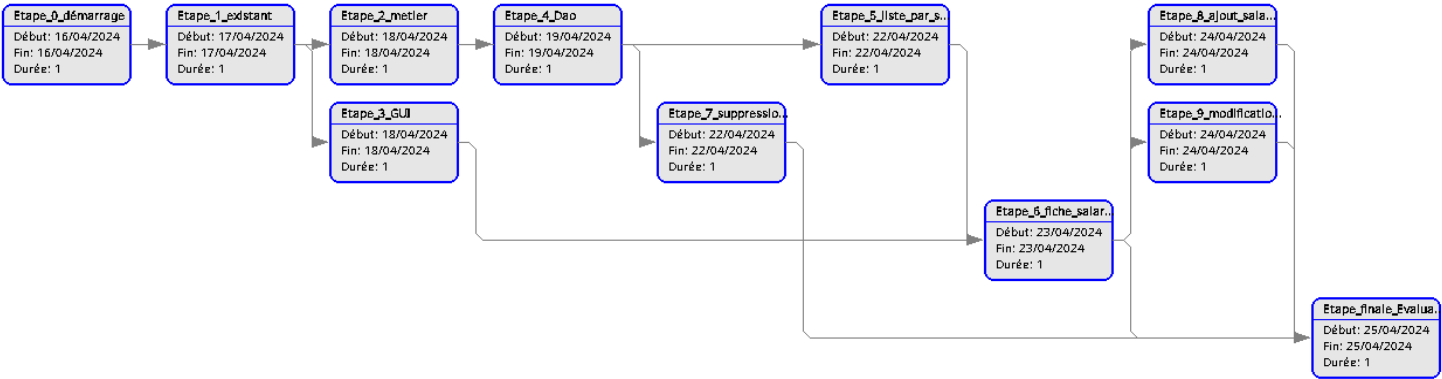 Etape_0_démarrage
Début: 16/04/2024
Fin: 16/04/2024
Durée: 1
Etape_1_existant
Début: 17/04/2024
Fin: 17/04/2024
Durée: 1
Etape_2_metier
Début: 18/04/2024
Fin: 18/04/2024
Durée: 1
Etape_4_Dao
Début: 19/04/2024
Fin: 19/04/2024
Durée: 1
Etape_5_liste_par_s...
Début: 22/04/2024
Fin: 22/04/2024
Durée: 1
Etape_8_ajout_sala...
Début: 24/04/2024
Fin: 24/04/2024
Durée: 1
Etape_3_GUI
Début: 18/04/2024
Fin: 18/04/2024
Durée: 1
Etape_7_suppressio...
Début: 22/04/2024
Fin: 22/04/2024
Durée: 1
Etape_9_modificatio...
Début: 24/04/2024
Fin: 24/04/2024
Durée: 1
Etape_6_fiche_salar...
Début: 23/04/2024
Fin: 23/04/2024
Durée: 1
Etape_finale_Evalua...
Début: 25/04/2024
Fin: 25/04/2024
Durée: 1